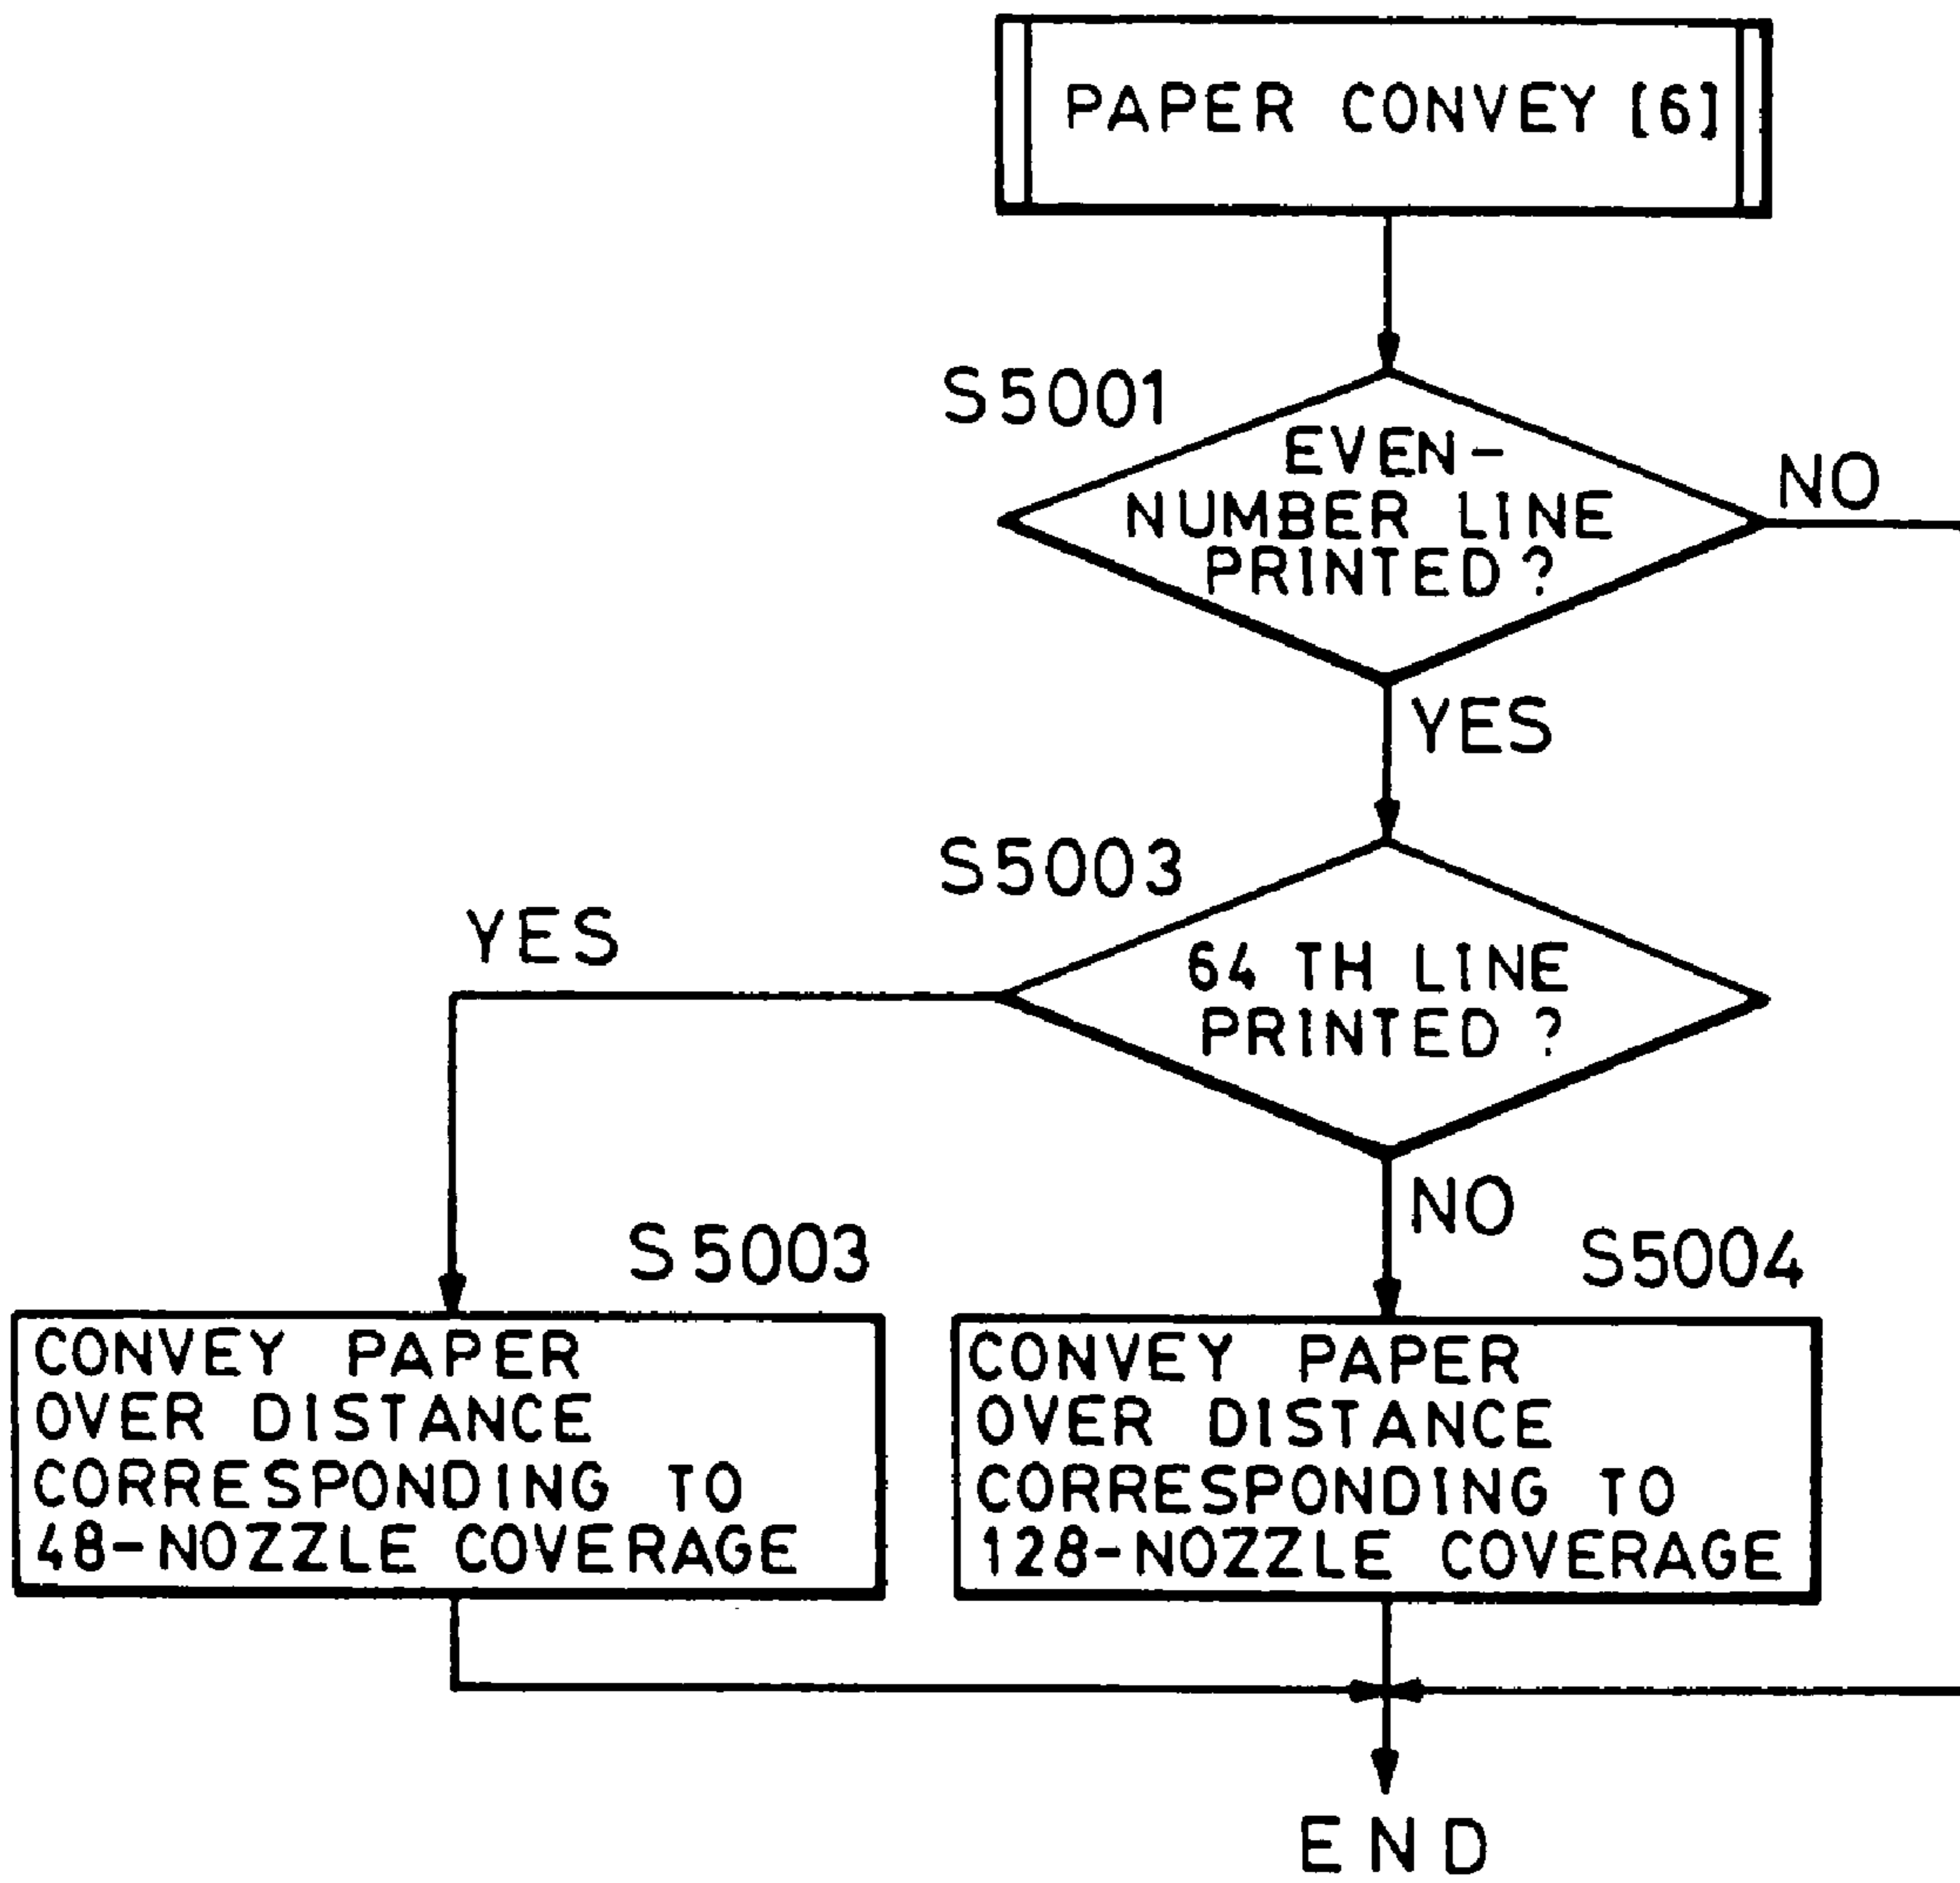 PAPER CONVEY [6]
S5001
EVEN-
NUMBER LINE
PRINTED ?
NO
YES
S5003
64 TH LINE
PRINTED ?
YES
NO
S5003
CONVEY PAPER
OVER DISTANCE
CORRESPONDING TO
48-NOZZLE COVERAGE
S5004
CONVEY PAPER
OVER DISTANCE
CORRESPONDING TO
128-NOZZLE COVERAGE
END